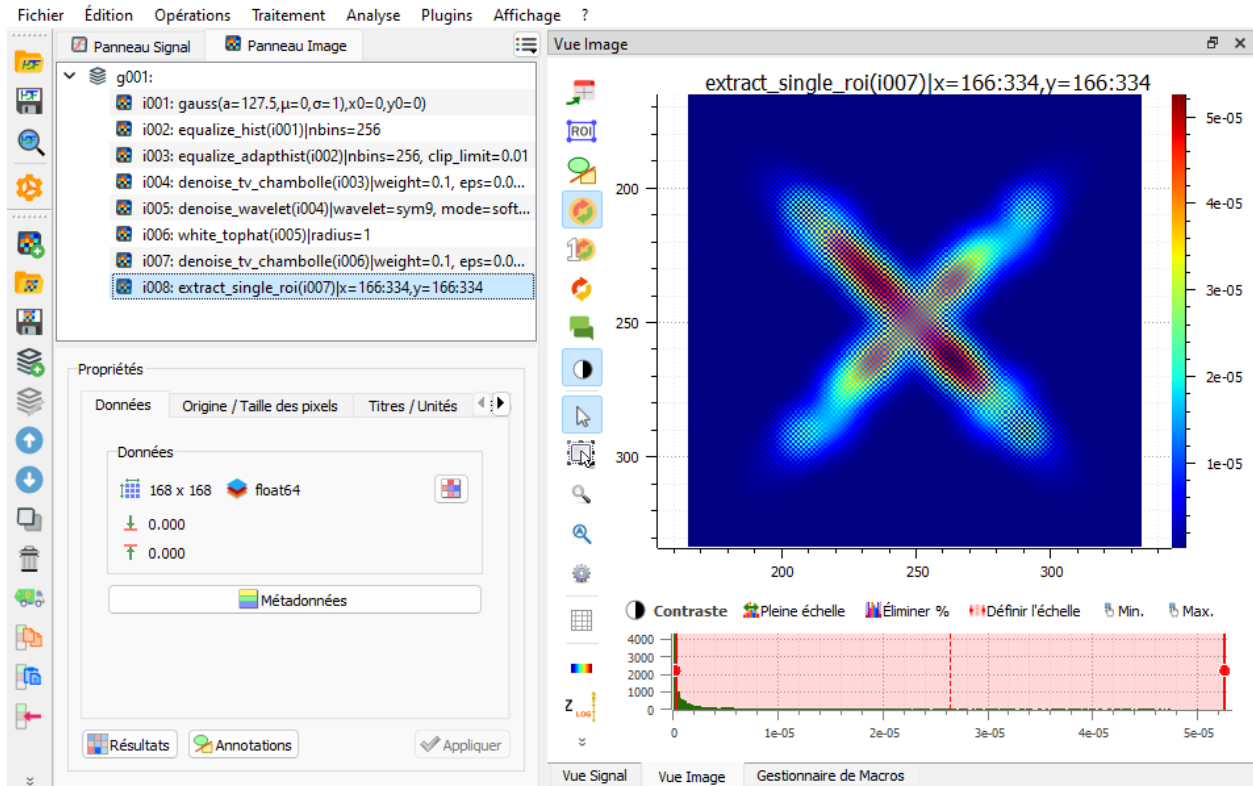 Fichier Édition Opérations Traitement Analyse Plugins Affichage ?
Panneau Signal Panneau Image
g001:
i001: gauss(a=127.5,μ=0,σ=1),x0=0,y0=0)
i002: equalize_hist(i001)|nbins=256
i003: equalize_adapthist(i002)|nbins=256, clip_limit=0.01
i004: denoise_tv_chambolle(i003)|weight=0.1, eps=0.0...
i005: denoise_wavelet(i004)|wavelet=sym9, mode=soft...
i006: white_tophat(i005)|radius=1
i007: denoise_tv_chambolle(i006)|weight=0.1, eps=0.0...
i008: extract_single_roi(i007)|x=166:334,y=166:334
Propriétés
Données Origine / Taille des pixels Titres / Unités
Données
168 x 168 float64
0.000
0.000
Métadonnées
Résultats Annotations Appliquer
Vue Image
extract_single_roi(i007)|x=166:334,y=166:334
HDF
HDF
ROI
10
Z LOG
200
250
300
200 250 300
5e-05
4e-05
3e-05
2e-05
1e-05
Contraste Pleine échelle Éliminer % Définir l'échelle Min. Max.
4000
3000
2000
1000
0
0 1e-05 2e-05 3e-05 4e-05 5e-05
Vue Signal Vue Image Gestionnaire de Macros